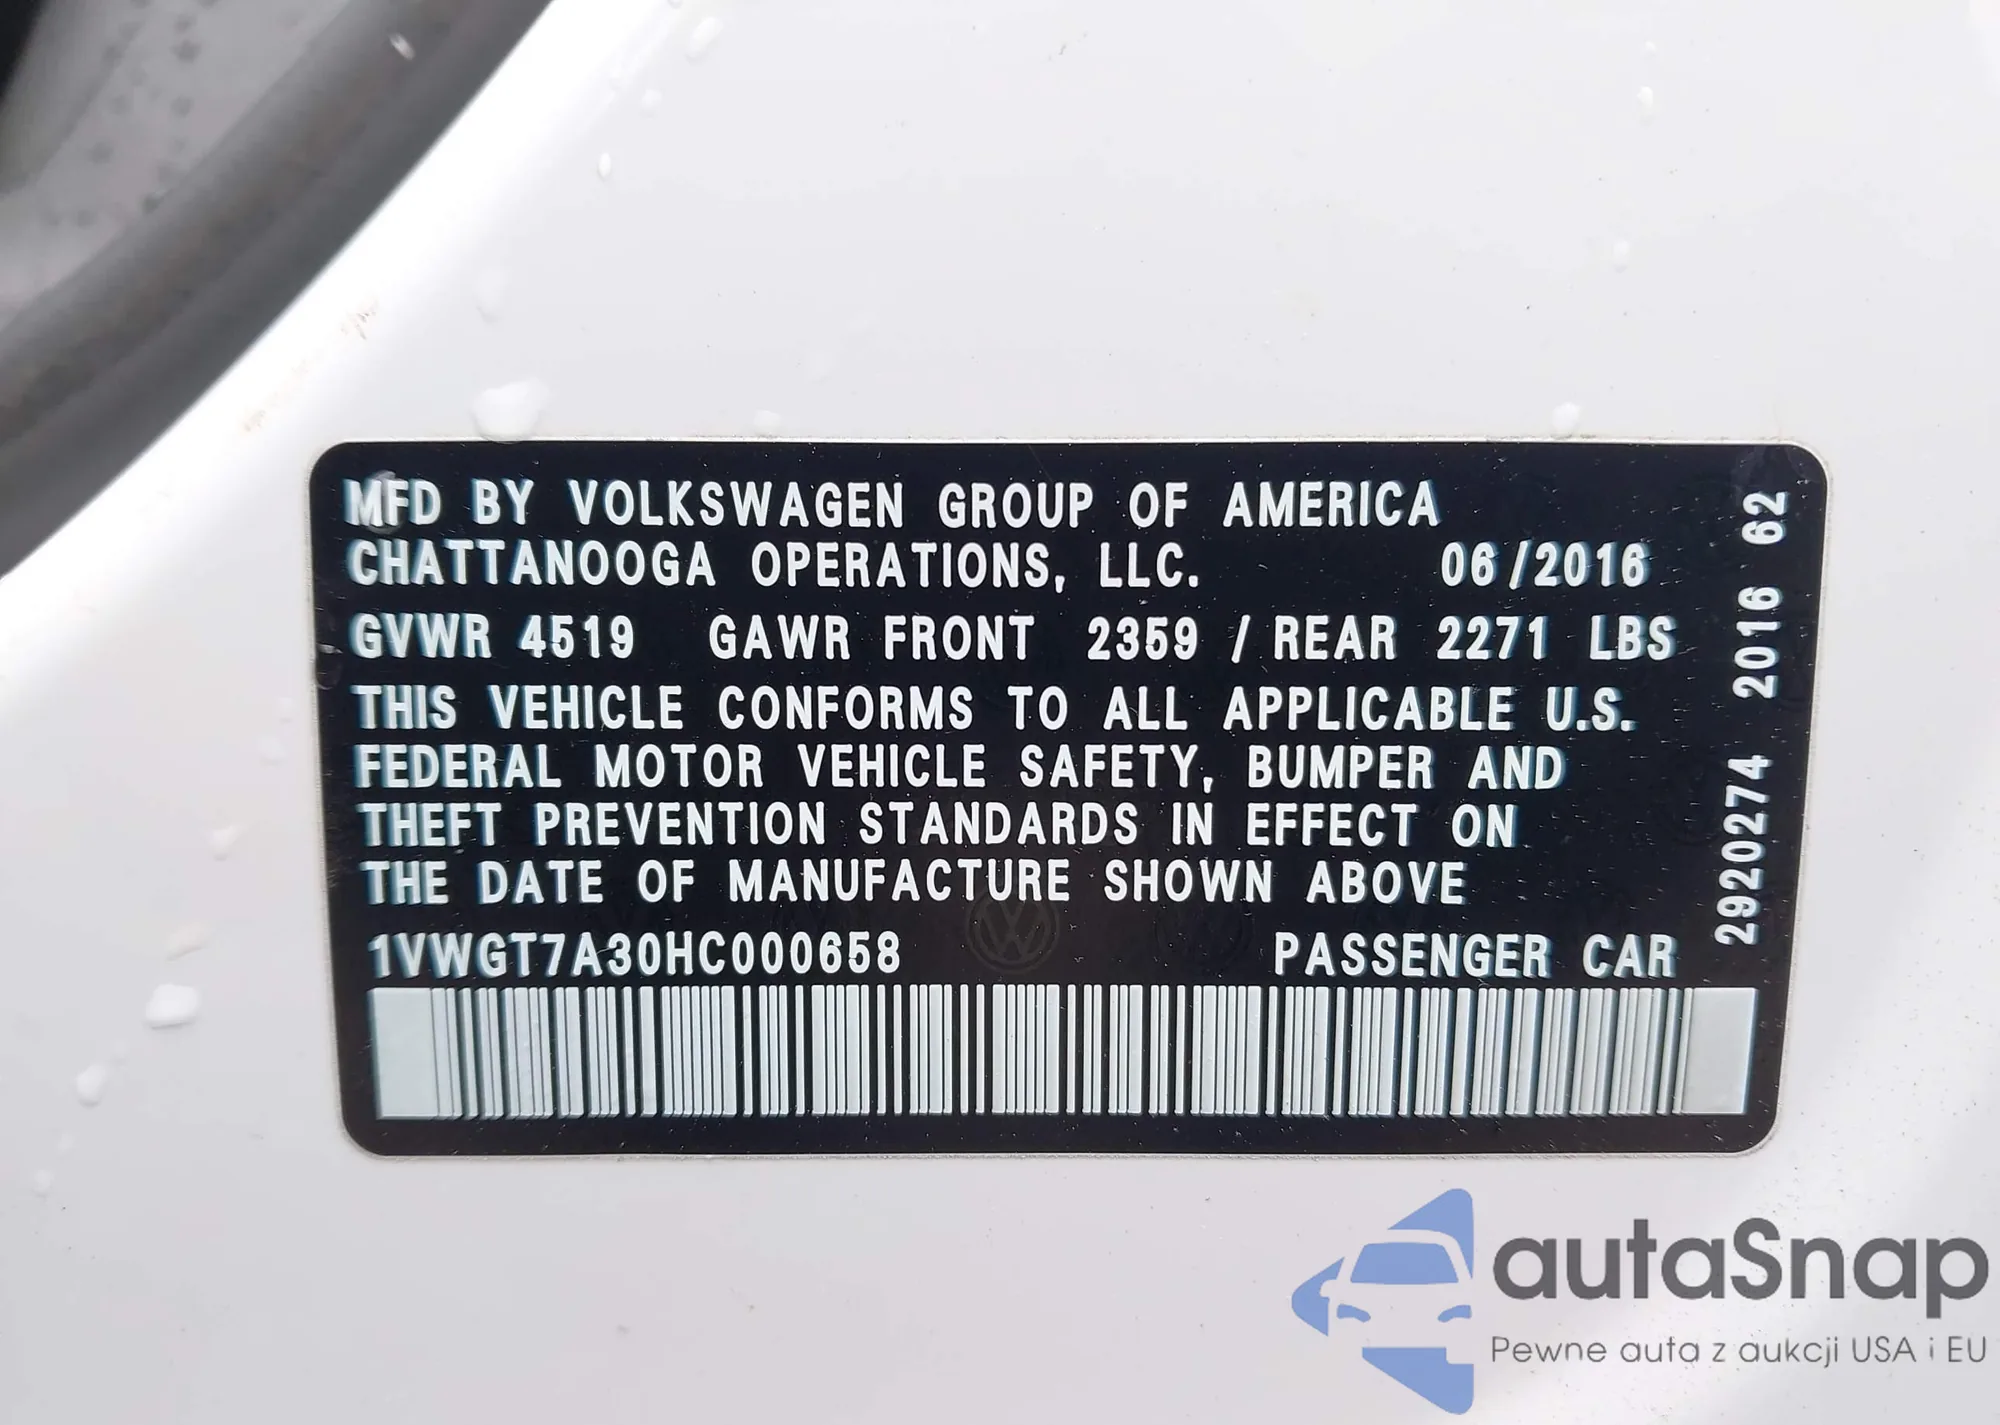 MFD BY VOLKSWAGEN GROUP OF AMERICA
CHATTANOOGA OPERATIONS, LLC. 06/2016
GVWR 4519 GAWR FRONT 2359 / REAR 2271 LBS
THIS VEHICLE CONFORMS TO ALL APPLICABLE U.S.
FEDERAL MOTOR VEHICLE SAFETY, BUMPER AND
THEFT PREVENTION STANDARDS IN EFFECT ON
THE DATE OF MANUFACTURE SHOWN ABOVE
1VWGT7A30HC000658 PASSENGER CAR
2920274 2016 62
autaSnap
Pewne auta z aukcji USA i EU